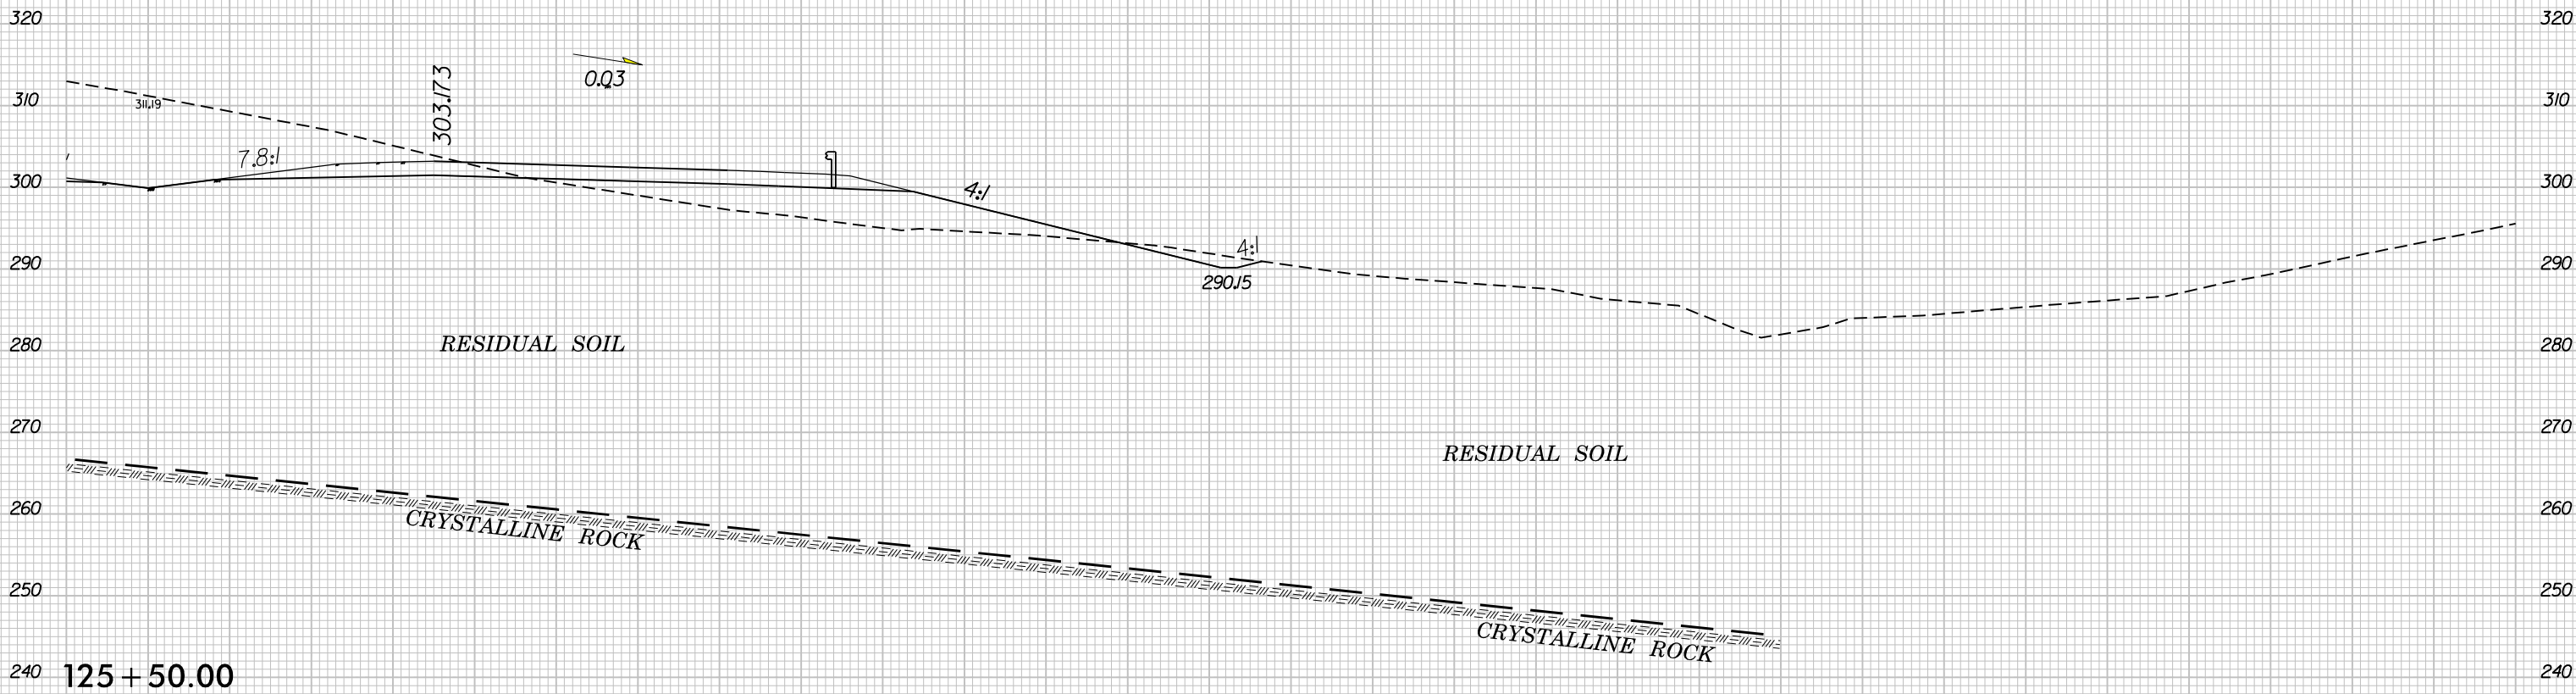 320 320
0.03
303.173
310 311.19 310
7.8:1
300 4:1 300
4:1
290 290
290.15
280 RESIDUAL SOIL 280
270 270
RESIDUAL SOIL
260 260
CRYSTALLINE ROCK
250 250
CRYSTALLINE ROCK
240 125+50.00 240